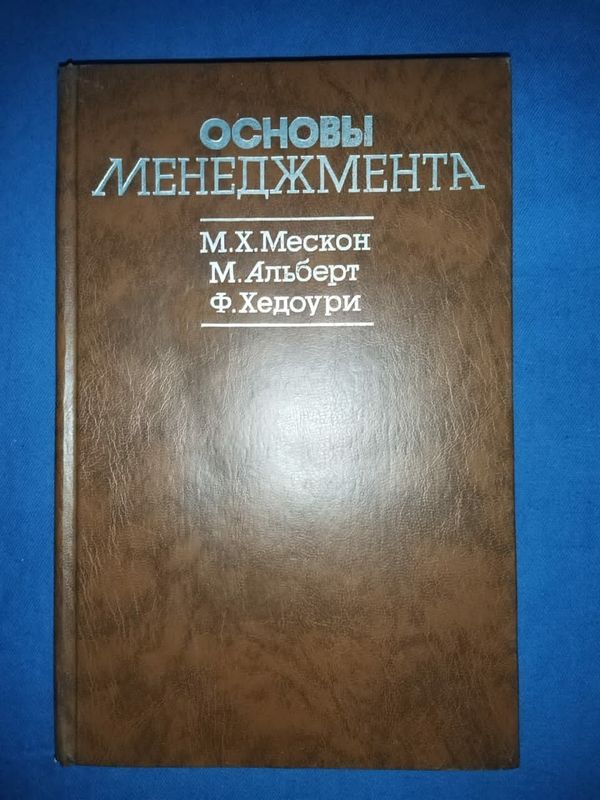 ОСНОВЫ
МЕНЕДЖМЕНТА
М.Х.Мескон
М.Альберт
Ф.Хедоури